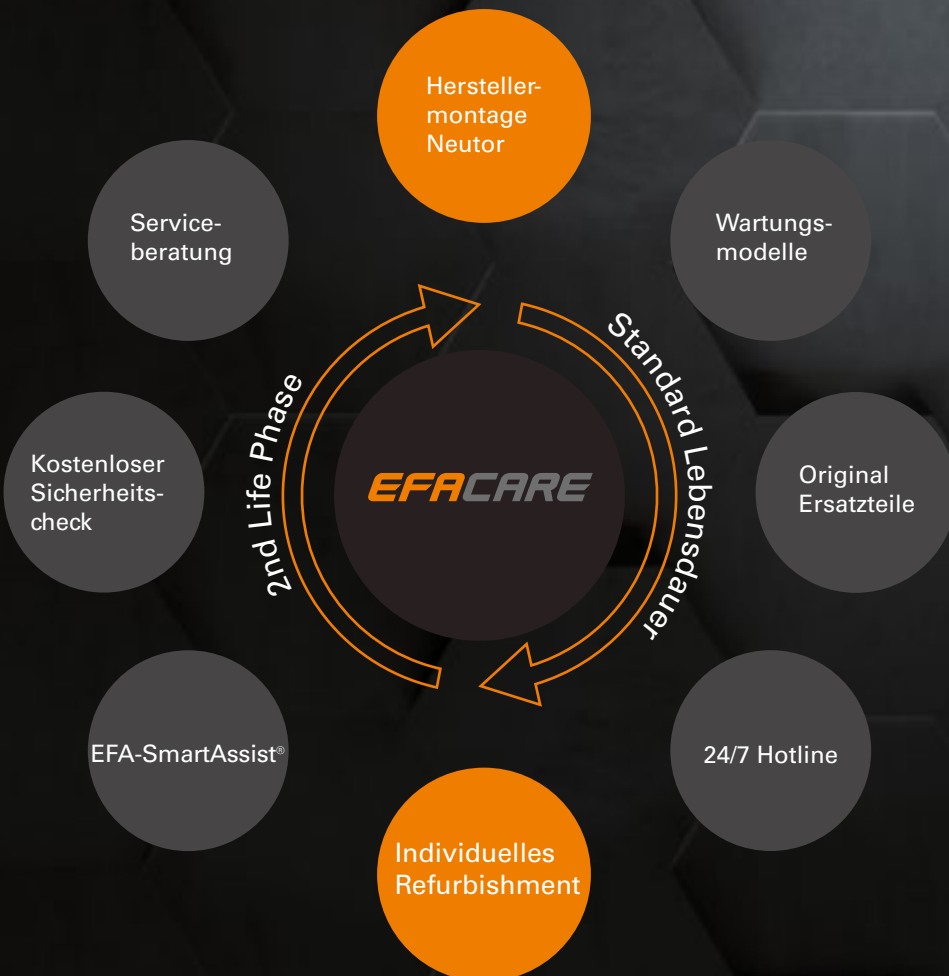 Hersteller-
montage
Neutor
Service-
beratung
Wartungs-
modelle
2nd Life Phase
Standard Lebensdauer
Kostenloser
Sicherheits-
check
EFACARE
Original
Ersatzteile
EFA-SmartAssist®
24/7 Hotline
Individuelles
Refurbishment